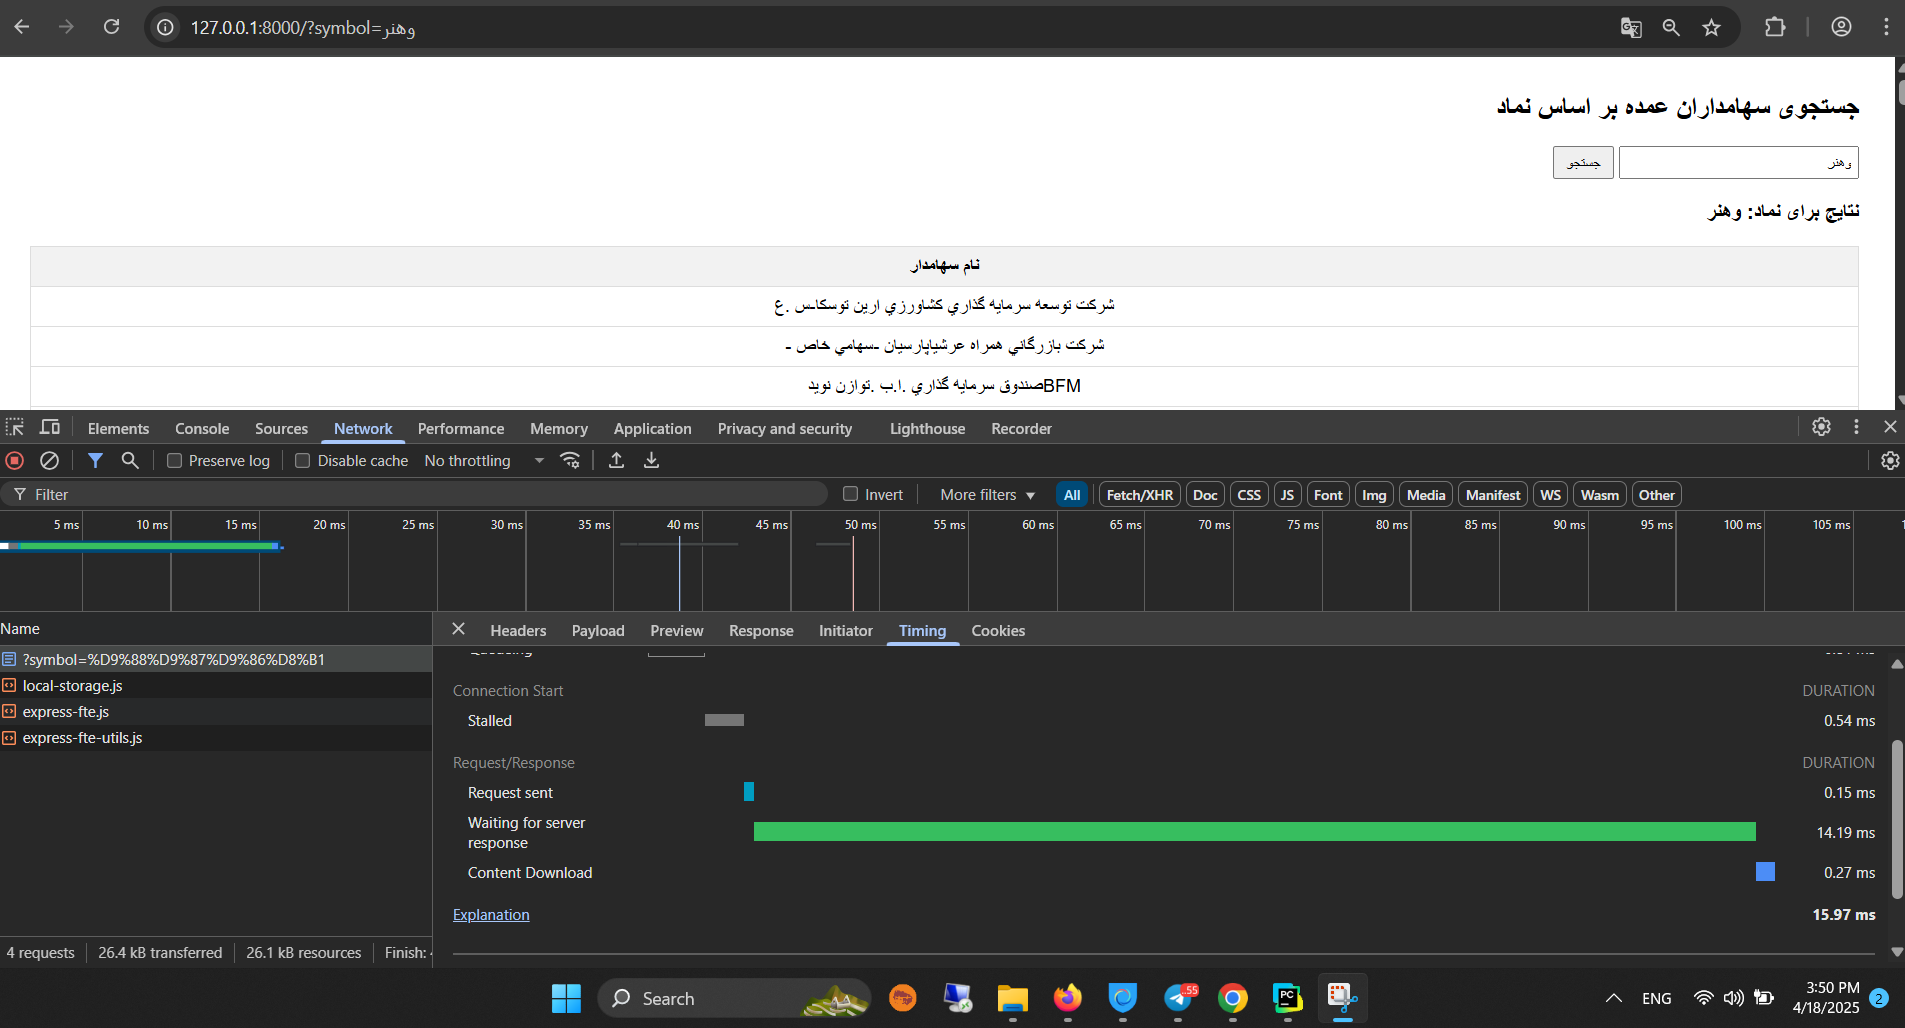 127.0.0.1:8000/?symbol=وهنر
جستجوی سهامداران عمده بر اساس نماد
وهنر
جستجو
نتایج برای نماد: وهنر
نام سهامدار
شركت توسعه سرمايه گذاري كشاورزي ارين توسكا-س .ع
شركت بازرگاني همراه عرشياپارسيان -سهامي خاص -
BFMصندوق سرمايه گذاري .ا.ب .توازن نويد
Elements Console Sources Network Performance Memory Application Privacy and security Lighthouse Recorder
Preserve log Disable cache No throttling
Filter Invert More filters All Fetch/XHR Doc CSS JS Font Img Media Manifest WS Wasm Other
5 ms 10 ms 15 ms 20 ms 25 ms 30 ms 35 ms 40 ms 45 ms 50 ms 55 ms 60 ms 65 ms 70 ms 75 ms 80 ms 85 ms 90 ms 95 ms 100 ms 105 ms
Name
?symbol=%D9%88%D9%87%D9%86%D8%B1
local-storage.js
express-fte.js
express-fte-utils.js
4 requests 26.4 kB transferred 26.1 kB resources Finish:
Headers Payload Preview Response Initiator Timing Cookies
Connection Start DURATION
Stalled 0.54 ms
Request/Response DURATION
Request sent 0.15 ms
Waiting for server
response 14.19 ms
Content Download 0.27 ms
Explanation 15.97 ms
Search
55
PC
ENG
3:50 PM
4/18/2025
2